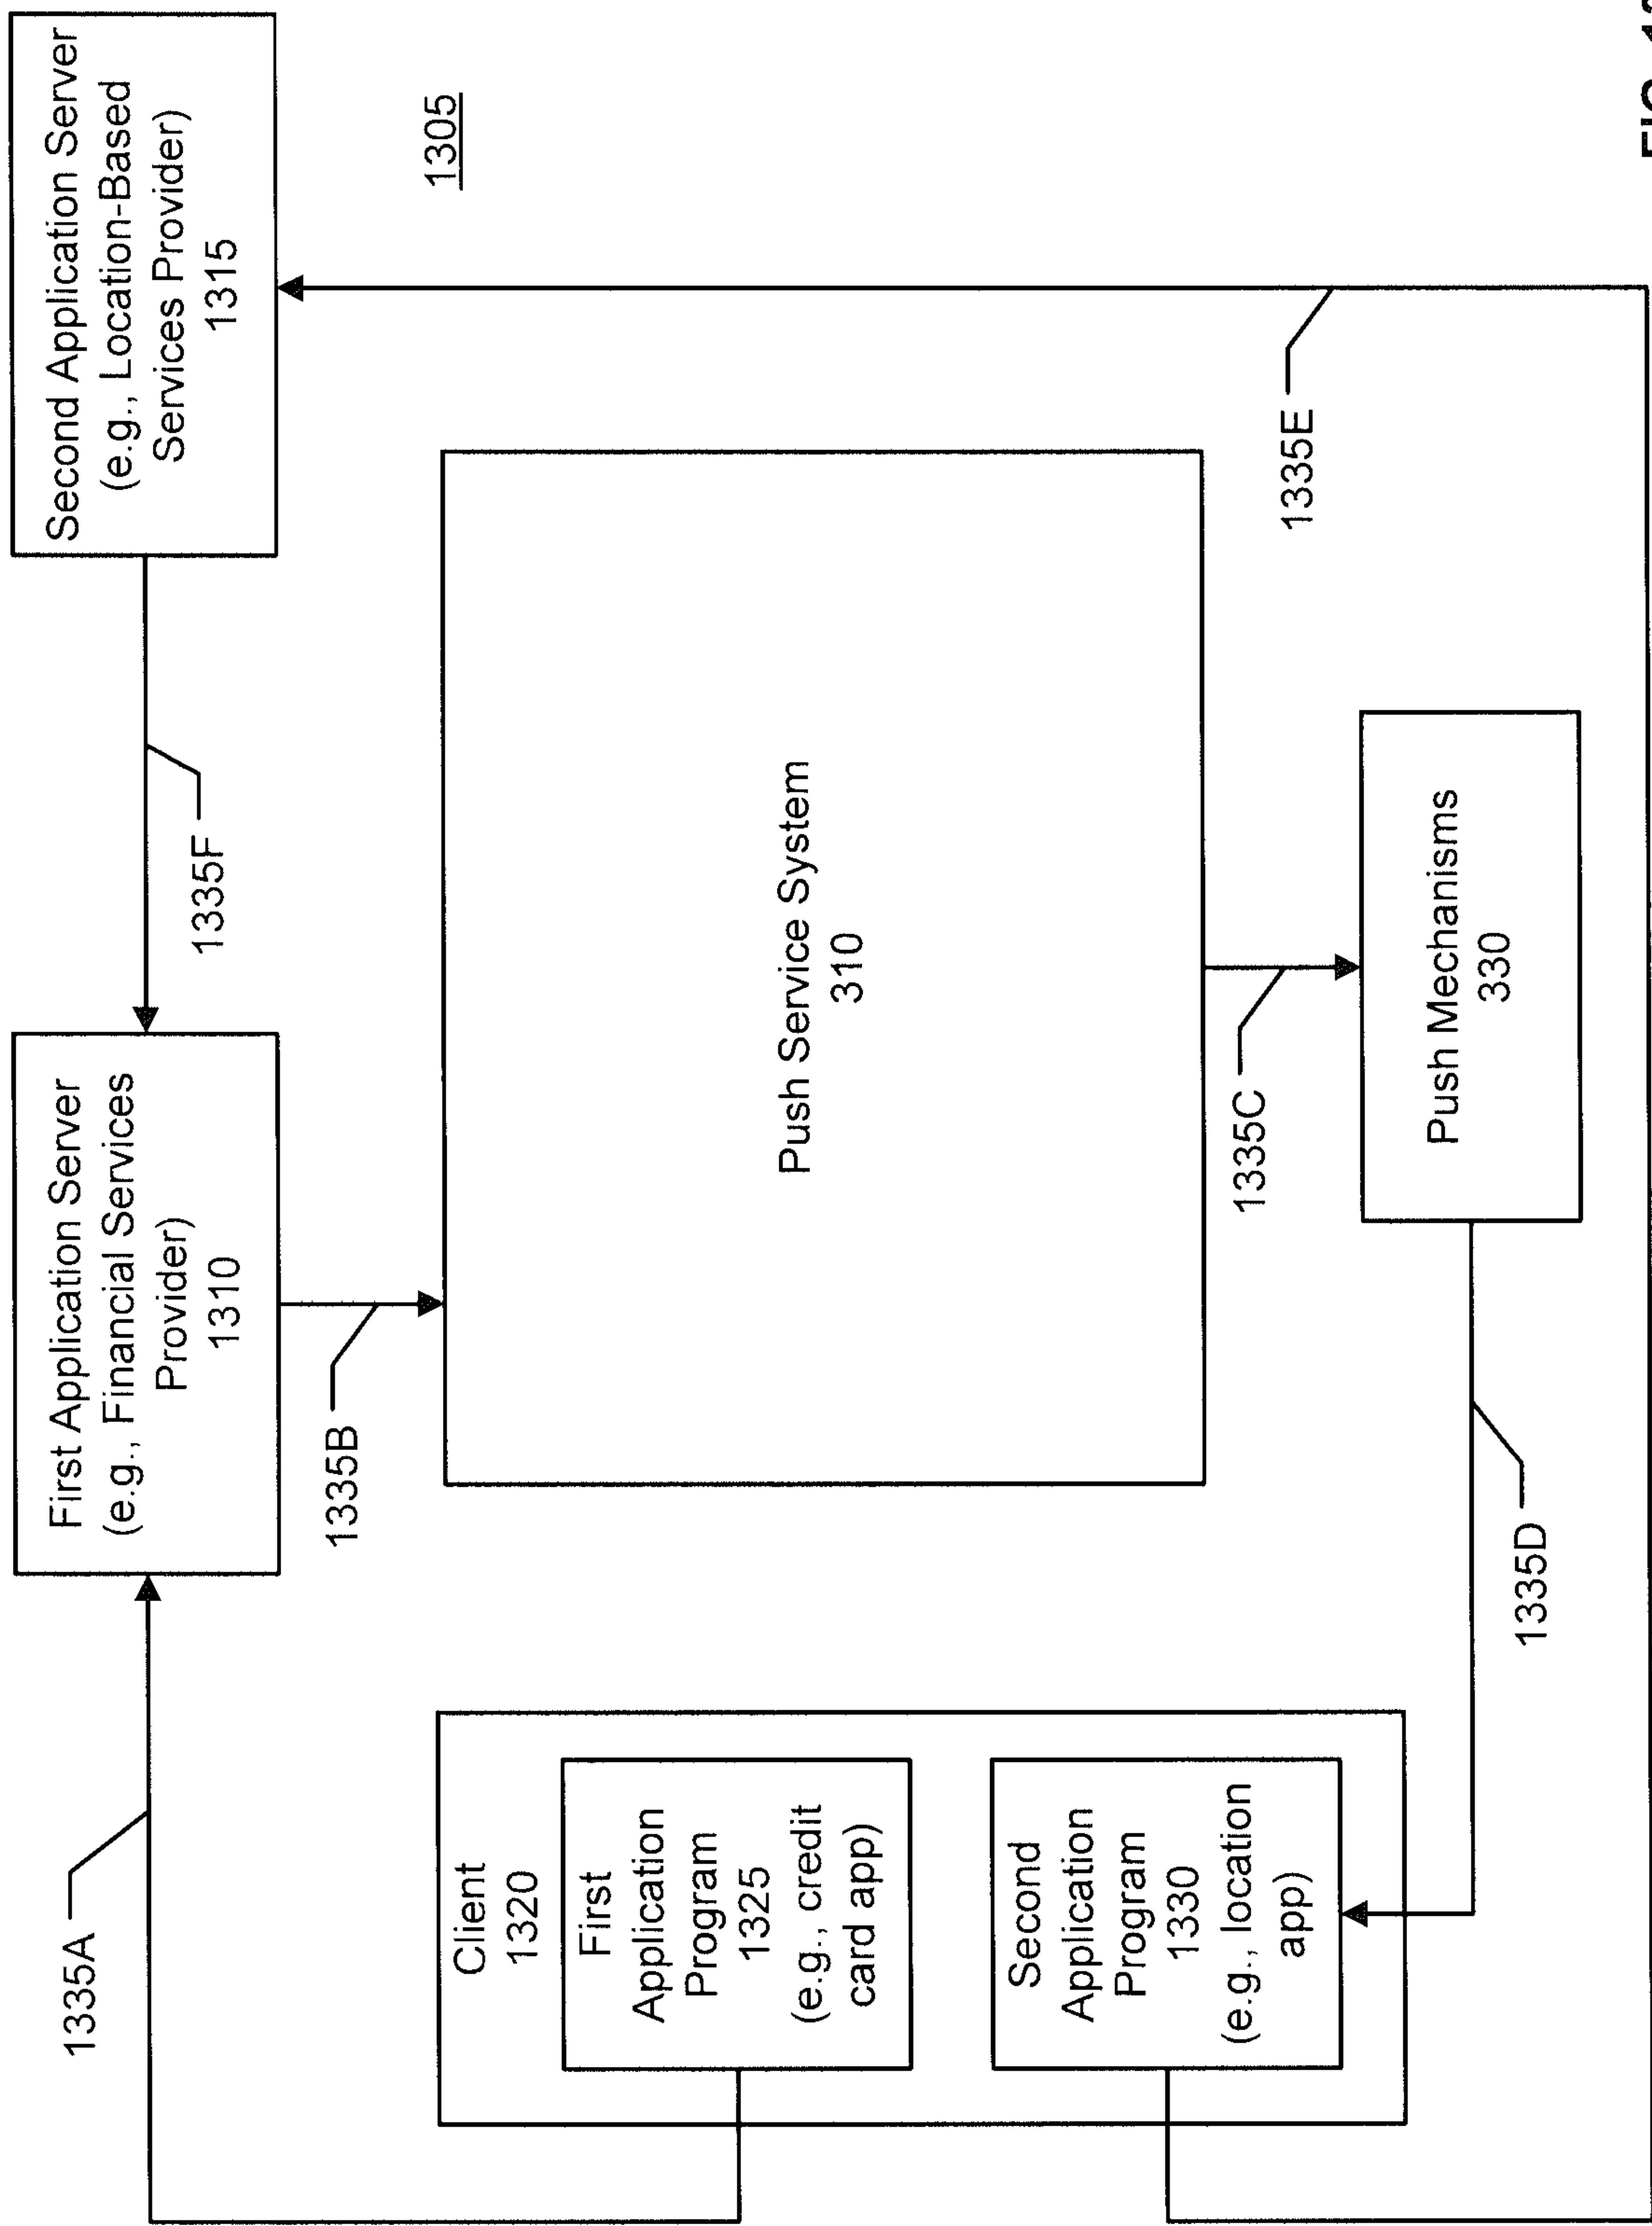 1335A
First Application Server
(e.g., Financial Services
Provider)
1310
1335F
Second Application Server
(e.g., Location-Based
Services Provider)
1315
1335B
1305
Client
1320
First
Application
Program
1325
(e.g., credit
card app)
Second
Application
Program
1330
(e.g., location
app)
Push Service System
310
1335C
1335E
Push Mechanisms
330
1335D
FIG.